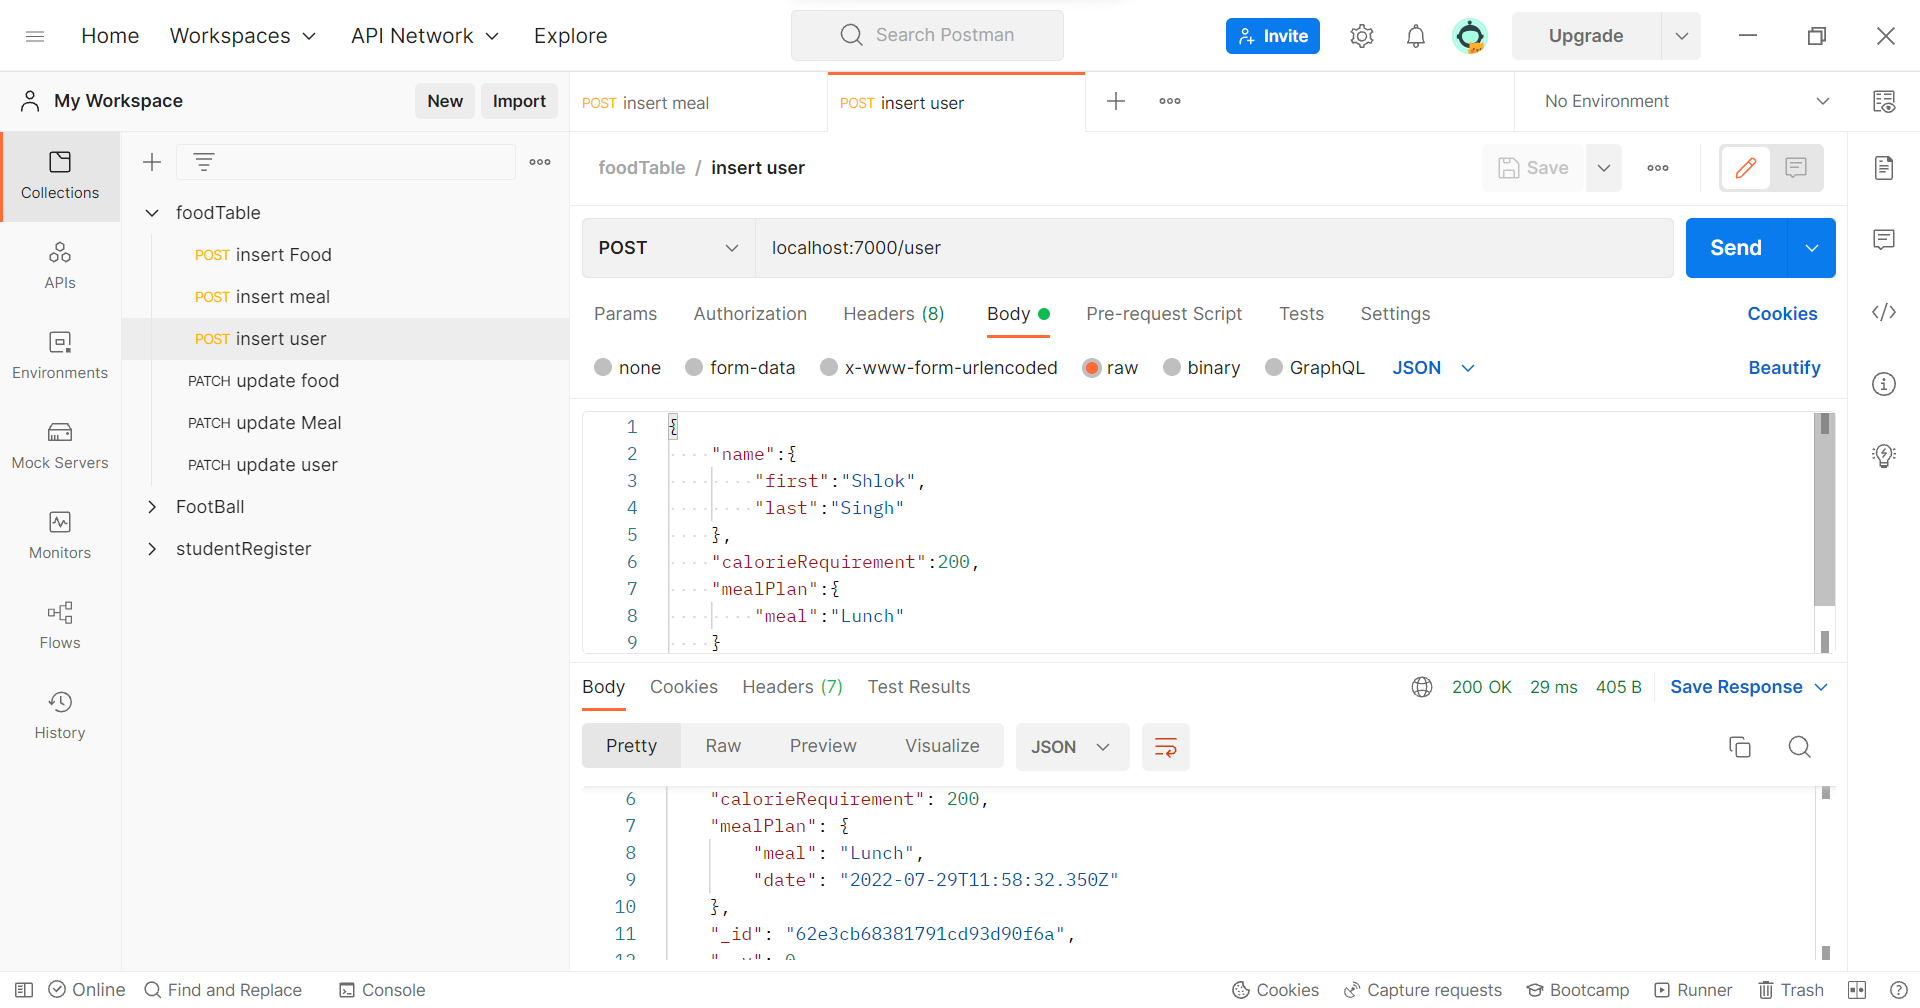 Home Workspaces API Network Explore Search Postman Invite Upgrade
My Workspace New Import POST insert meal POST insert user No Environment
Collections
APIs
Environments
Mock Servers
Monitors
Flows
History
foodTable
POST insert Food
POST insert meal
POST insert user
PATCH update food
PATCH update Meal
PATCH update user
FootBall
studentRegister
foodTable / insert user Save
POST localhost:7000/user Send
Params Authorization Headers (8) Body Pre-request Script Tests Settings Cookies
none form-data x-www-form-urlencoded raw binary GraphQL JSON Beautify
1 {
2 "name":{
3 "first":"Shlok",
4 "last":"Singh"
5 },
6 "calorieRequirement":200,
7 "mealPlan":{
8 "meal":"Lunch"
9 }
Body Cookies Headers (7) Test Results 200 OK 29 ms 405 B Save Response
Pretty Raw Preview Visualize JSON
6 "calorieRequirement": 200,
7 "mealPlan": {
8 "meal": "Lunch",
9 "date": "2022-07-29T11:58:32.350Z"
10 },
11 "_id": "62e3cb68381791cd93d90f6a",
Online Find and Replace Console Cookies Capture requests Bootcamp Runner Trash